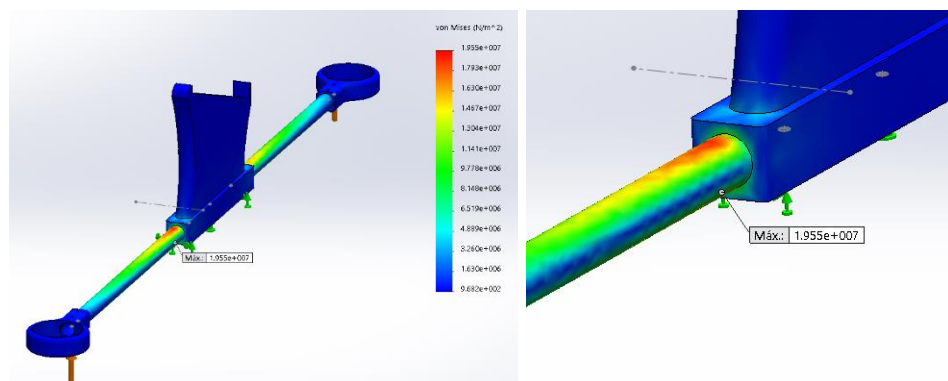 von Mises (N/m^2)
1.955e+007
1.793e+007
1.630e+007
1.467e+007
1.304e+007
1.141e+007
9.778e+006
8.148e+006
6.519e+006
4.889e+006
3.260e+006
1.630e+006
9.682e+002
Máx.: 1.955e+007
Máx.: 1.955e+007